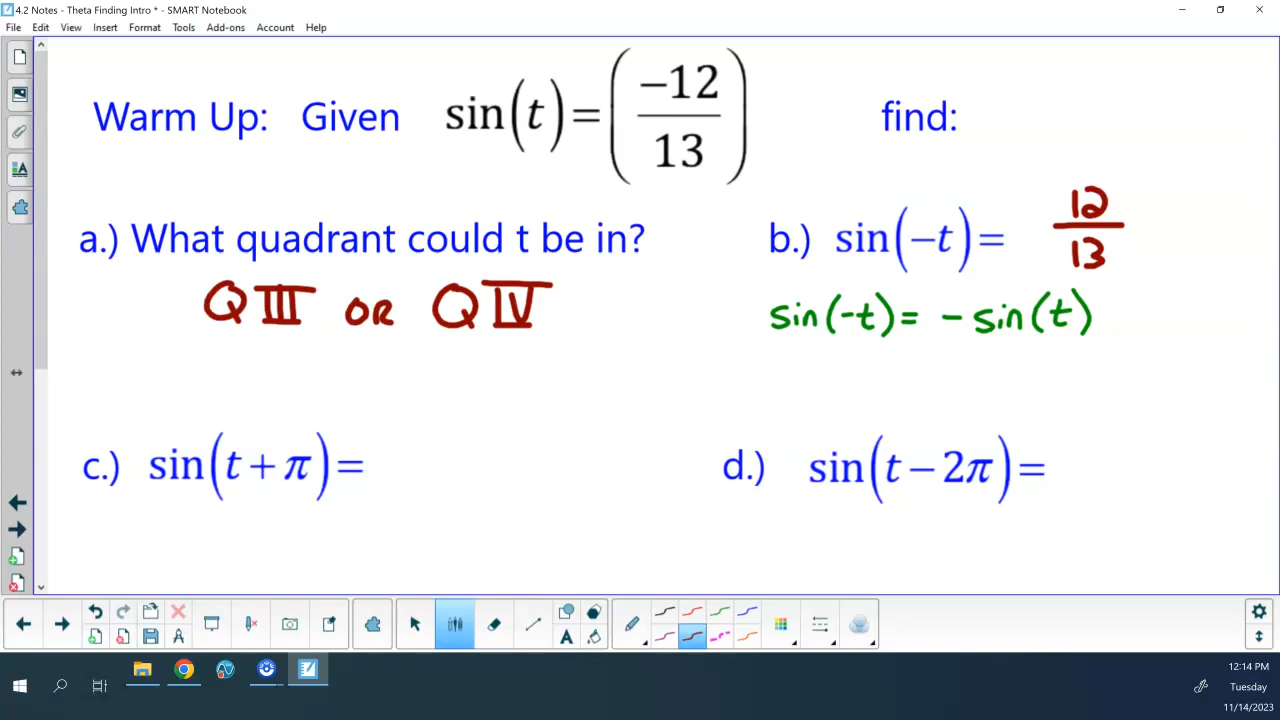 4.2 Notes - Theta Finding Intro * - SMART Notebook
File Edit View Insert Format Tools Add-ons Account Help
Warm Up: Given sin(t)=(-12/13) find:
a.) What quadrant could t be in?
Q III OR Q IV
b.) sin(−t)= 12/13
sin(-t)= - sin(t)
c.) sin(t+π)=
d.) sin(t−2π)=
12:14 PM
Tuesday
11/14/2023